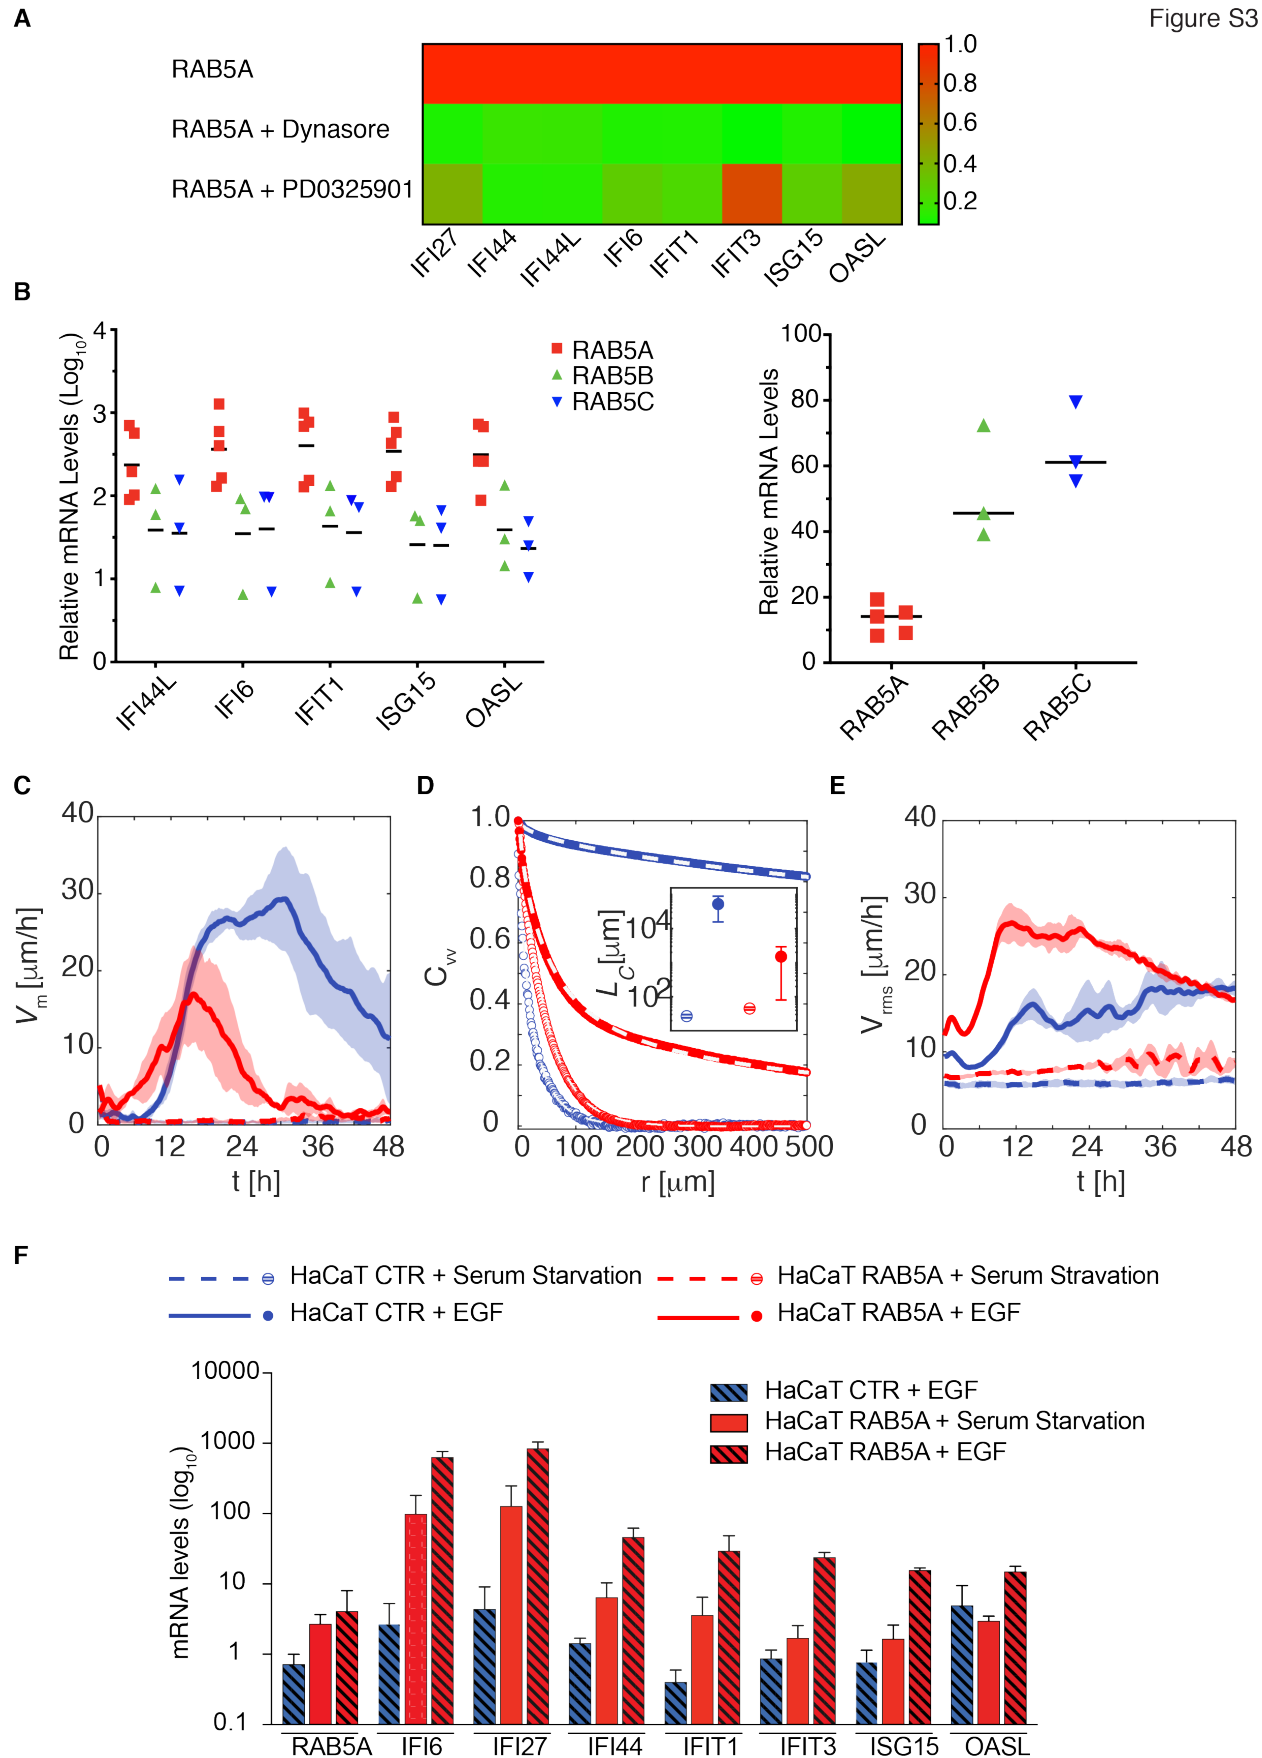 Figure S3
A
RAB5A
RAB5A + Dynasore
RAB5A + PD0325901
1.0
0.8
0.6
0.4
0.2
IFI27
IFI44
IFI44L
IFI6
IFIT1
IFIT3
ISG15
OASL
B
Relative mRNA Levels (Log10)
4
3
2
1
0
IFI44L
IFI6
IFIT1
ISG15
OASL
RAB5A
RAB5B
RAB5C
Relative mRNA Levels
100
80
60
40
20
0
RAB5A
RAB5B
RAB5C
C
Vm [μm/h]
40
30
20
10
0
0 12 24 36 48
t [h]
D
Cvv
1.0
0.8
0.6
0.4
0.2
0
0 100 200 300 400 500
r [μm]
LC[μm]
10^4
10^2
E
Vrms [μm/h]
40
30
20
10
0
0 12 24 36 48
t [h]
F
HaCaT CTR + Serum Starvation
HaCaT RAB5A + Serum Stravation
HaCaT CTR + EGF
HaCaT RAB5A + EGF
mRNA levels (log10)
10000
1000
100
10
1
0.1
HaCaT CTR + EGF
HaCaT RAB5A + Serum Starvation
HaCaT RAB5A + EGF
RAB5A IFI6 IFI27 IFI44 IFIT1 IFIT3 ISG15 OASL